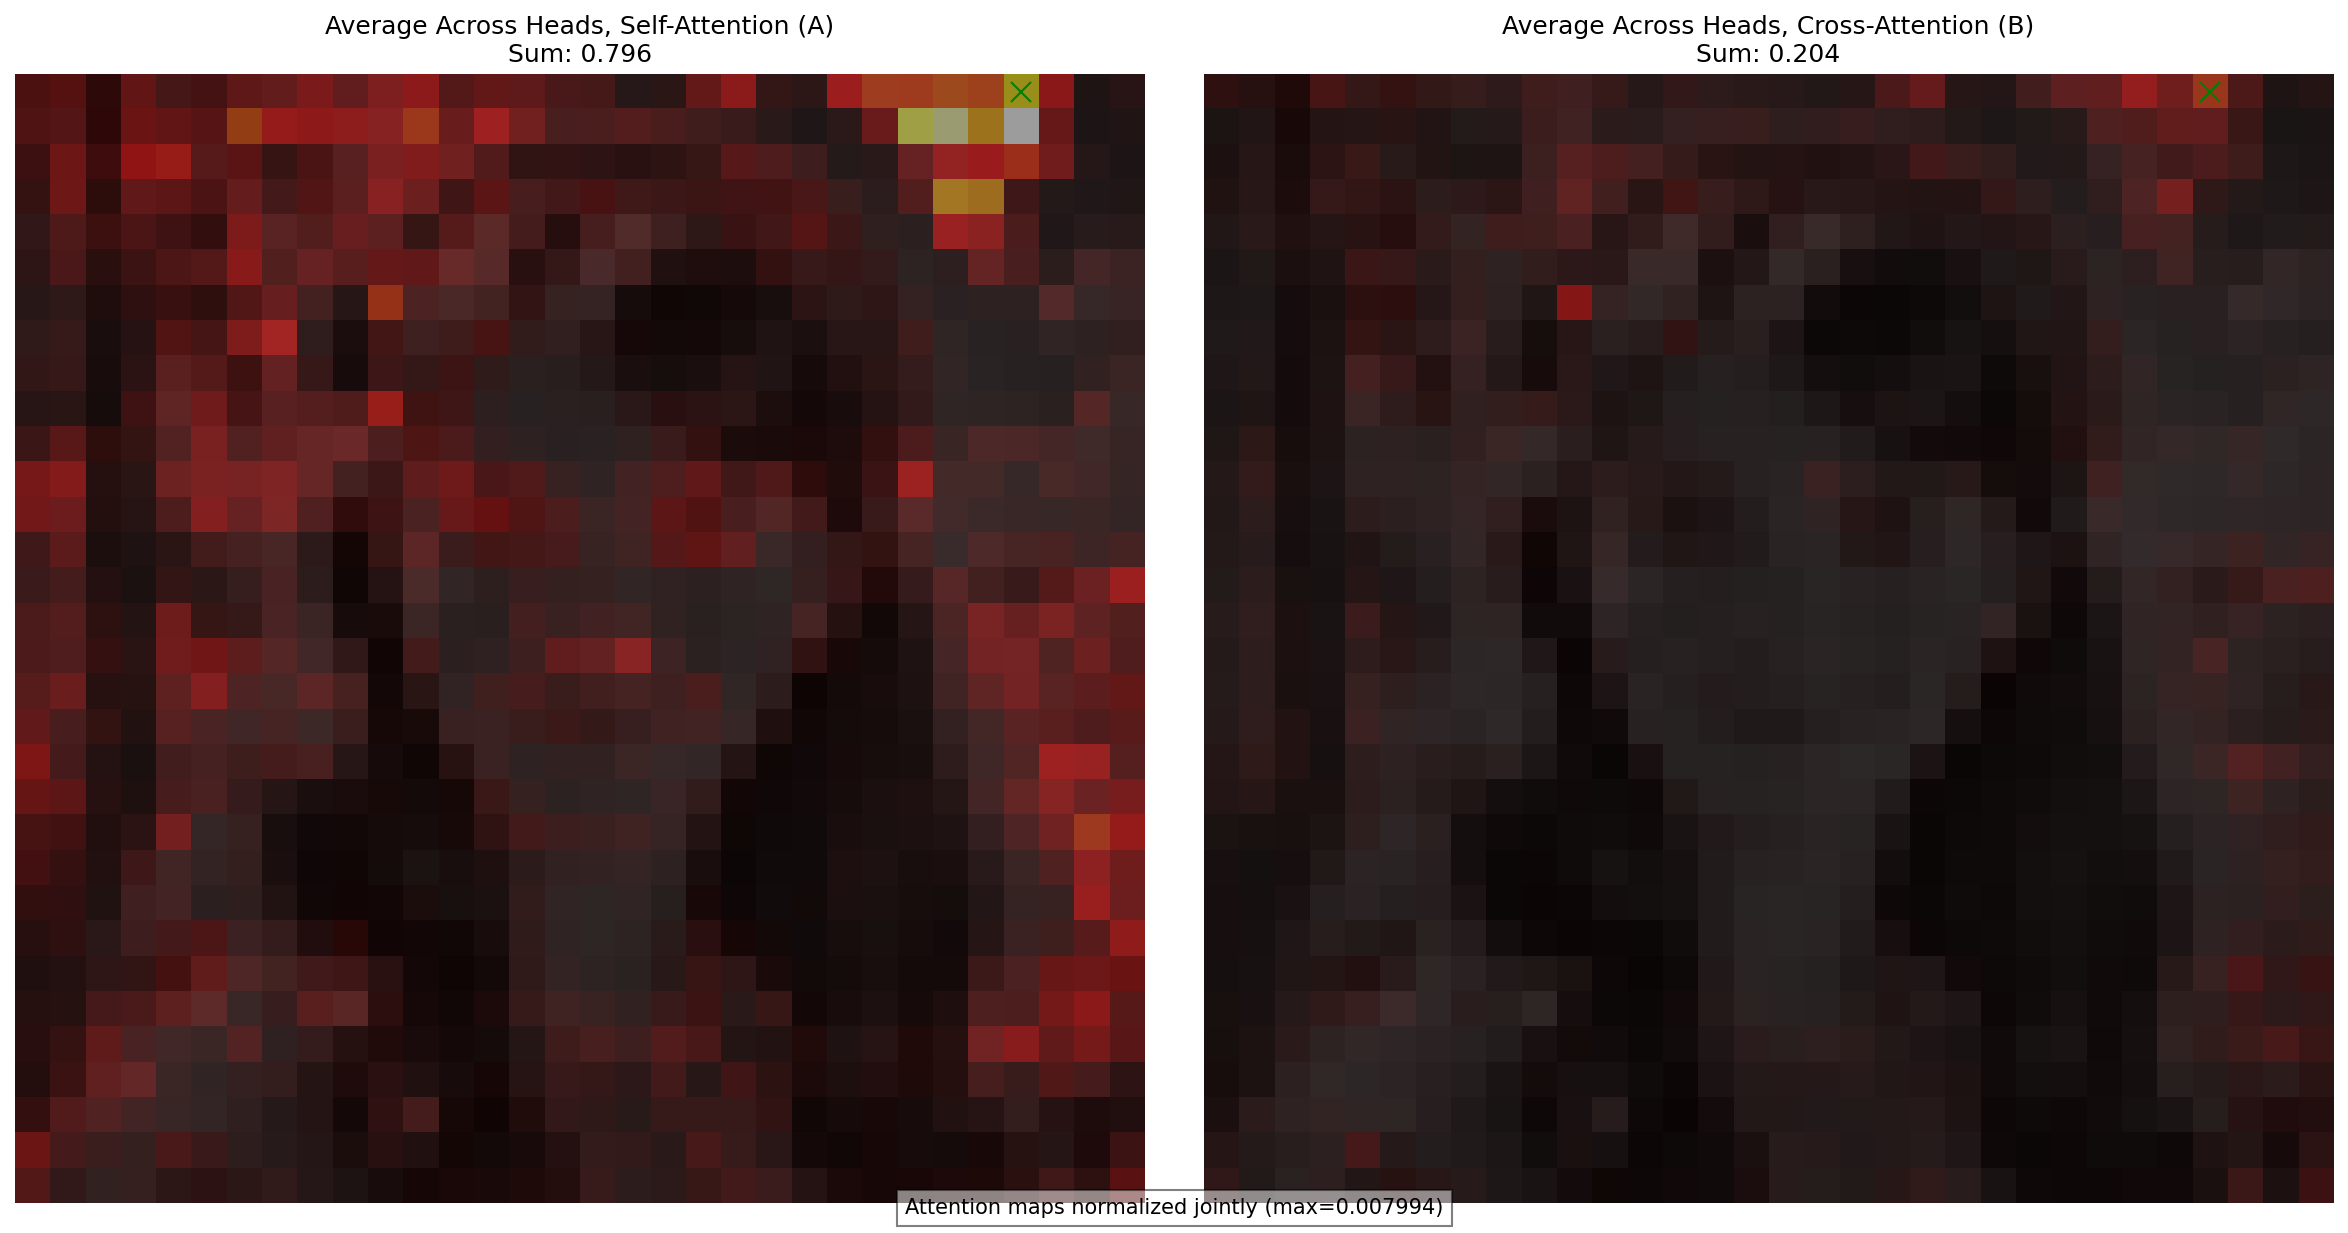 Average Across Heads, Self-Attention (A)
Sum: 0.796
Average Across Heads, Cross-Attention (B)
Sum: 0.204
Attention maps normalized jointly (max=0.007994)